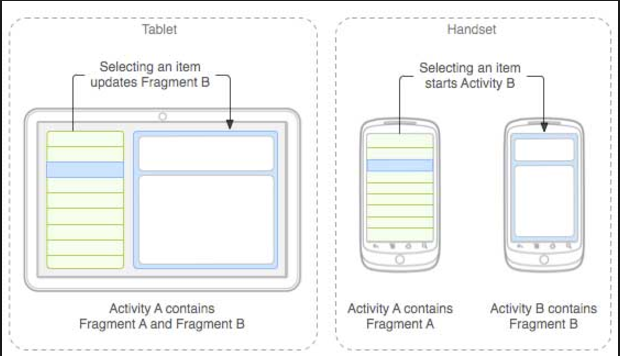 Tablet
Selecting an item
updates Fragment B
Activity A contains
Fragment A and Fragment B
Handset
Selecting an item
starts Activity B
Activity A contains
Fragment A
Activity B contains
Fragment B